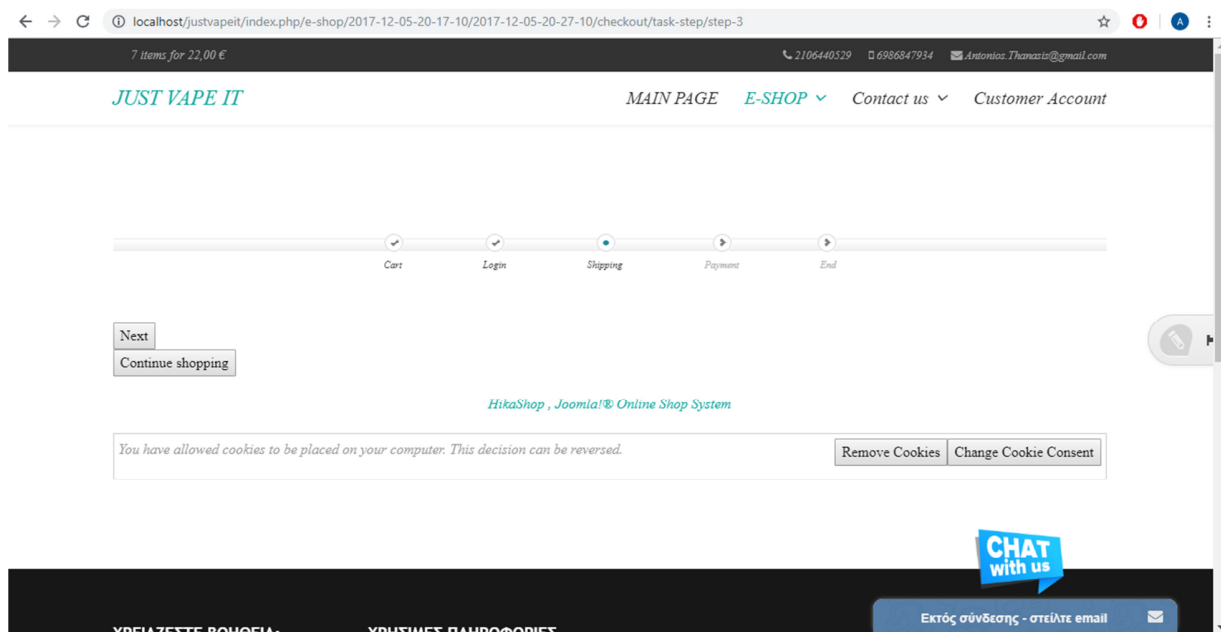 localhost/justvapeit/index.php/e-shop/2017-12-05-20-17-10/2017-12-05-20-27-10/checkout/task-step/step-3
A
7 items for 22,00 €
2106440529 6986847934 Antonios.Thanasis@gmail.com
JUST VAPE IT
MAIN PAGE E-SHOP Contact us Customer Account
Cart Login Shipping Payment End
Next
Continue shopping
HikaShop , Joomla!® Online Shop System
You have allowed cookies to be placed on your computer. This decision can be reversed.
Remove Cookies Change Cookie Consent
CHAT
with us
Εκτός σύνδεσης - στείλτε email
ΧΡΕΙΑΖΕΣΤΕ ΒΟΗΘΕΙΑ; ΧΡΗΣΙΜΕΣ ΠΛΗΡΟΦΟΡΙΕΣ